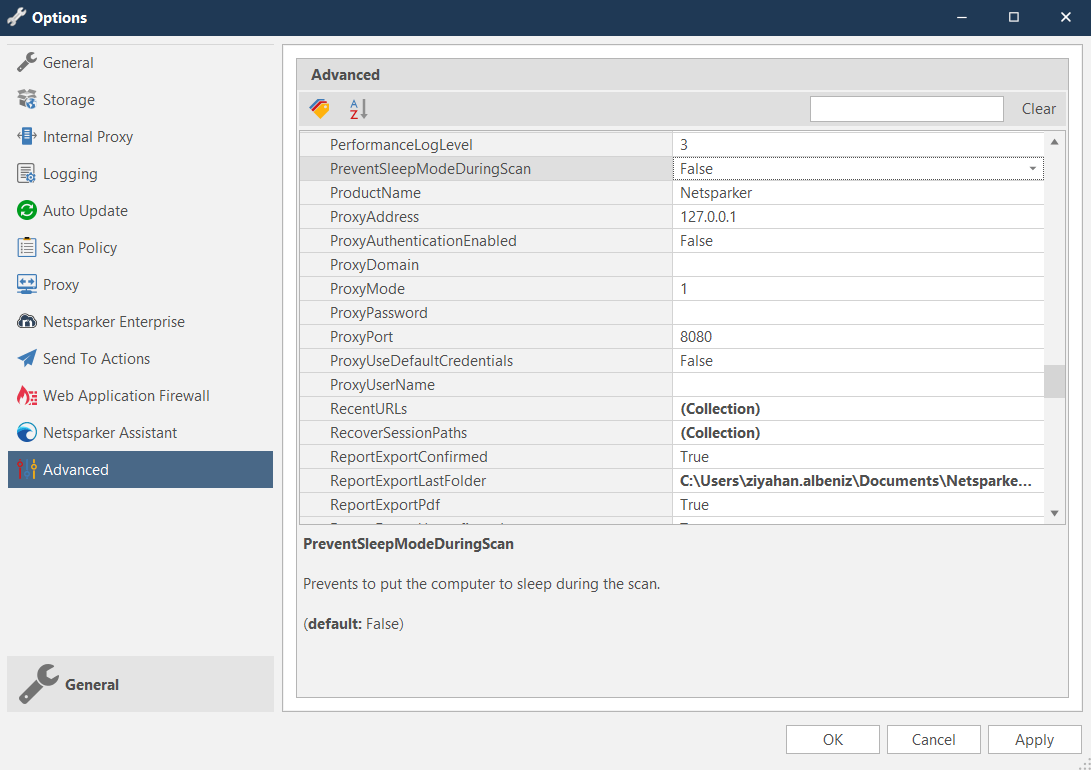 Options
General
Storage
Internal Proxy
Logging
Auto Update
Scan Policy
Proxy
Netsparker Enterprise
Send To Actions
Web Application Firewall
Netsparker Assistant
Advanced
General
Advanced
A
Z
Clear
PerformanceLogLevel 3
PreventSleepModeDuringScan False
ProductName Netsparker
ProxyAddress 127.0.0.1
ProxyAuthenticationEnabled False
ProxyDomain
ProxyMode 1
ProxyPassword
ProxyPort 8080
ProxyUseDefaultCredentials False
ProxyUserName
RecentURLs (Collection)
RecoverSessionPaths (Collection)
ReportExportConfirmed True
ReportExportLastFolder C:\Users\ziyahan.albeniz\Documents\Netsparke...
ReportExportPdf True
PreventSleepModeDuringScan
Prevents to put the computer to sleep during the scan.
(default: False)
OK Cancel Apply